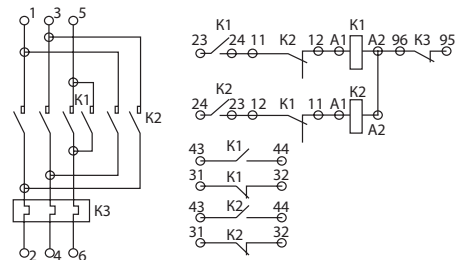 1 3 5
K1
K2
K3
2 4 6
K1 K1
23 24 11 K2 12 A1 A2 96 K3 95
K2 K2
24 23 12 K1 11 A1 A2
43 K1 44
31 K1 32
43 K2 44
31 K2 32